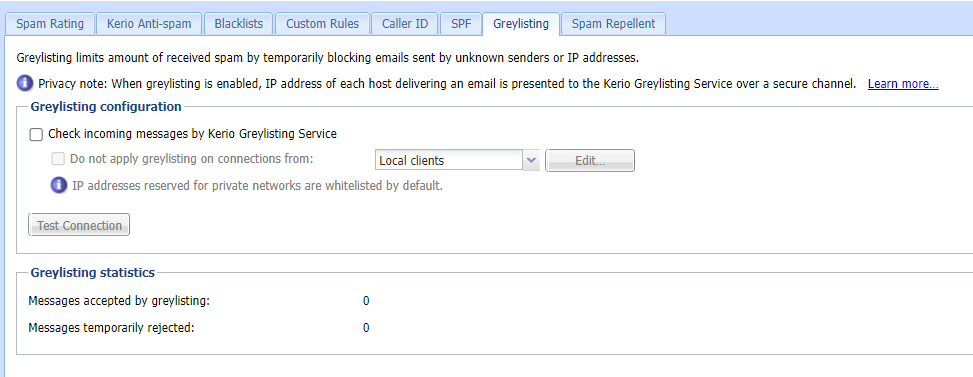 Spam Rating Kerio Anti-spam Blacklists Custom Rules Caller ID SPF Greylisting Spam Repellent
Greylisting limits amount of received spam by temporarily blocking emails sent by unknown senders or IP addresses.
Privacy note: When greylisting is enabled, IP address of each host delivering an email is presented to the Kerio Greylisting Service over a secure channel. Learn more...
Greylisting configuration
Check incoming messages by Kerio Greylisting Service
Do not apply greylisting on connections from: Local clients Edit...
IP addresses reserved for private networks are whitelisted by default.
Test Connection
Greylisting statistics
Messages accepted by greylisting: 0
Messages temporarily rejected: 0